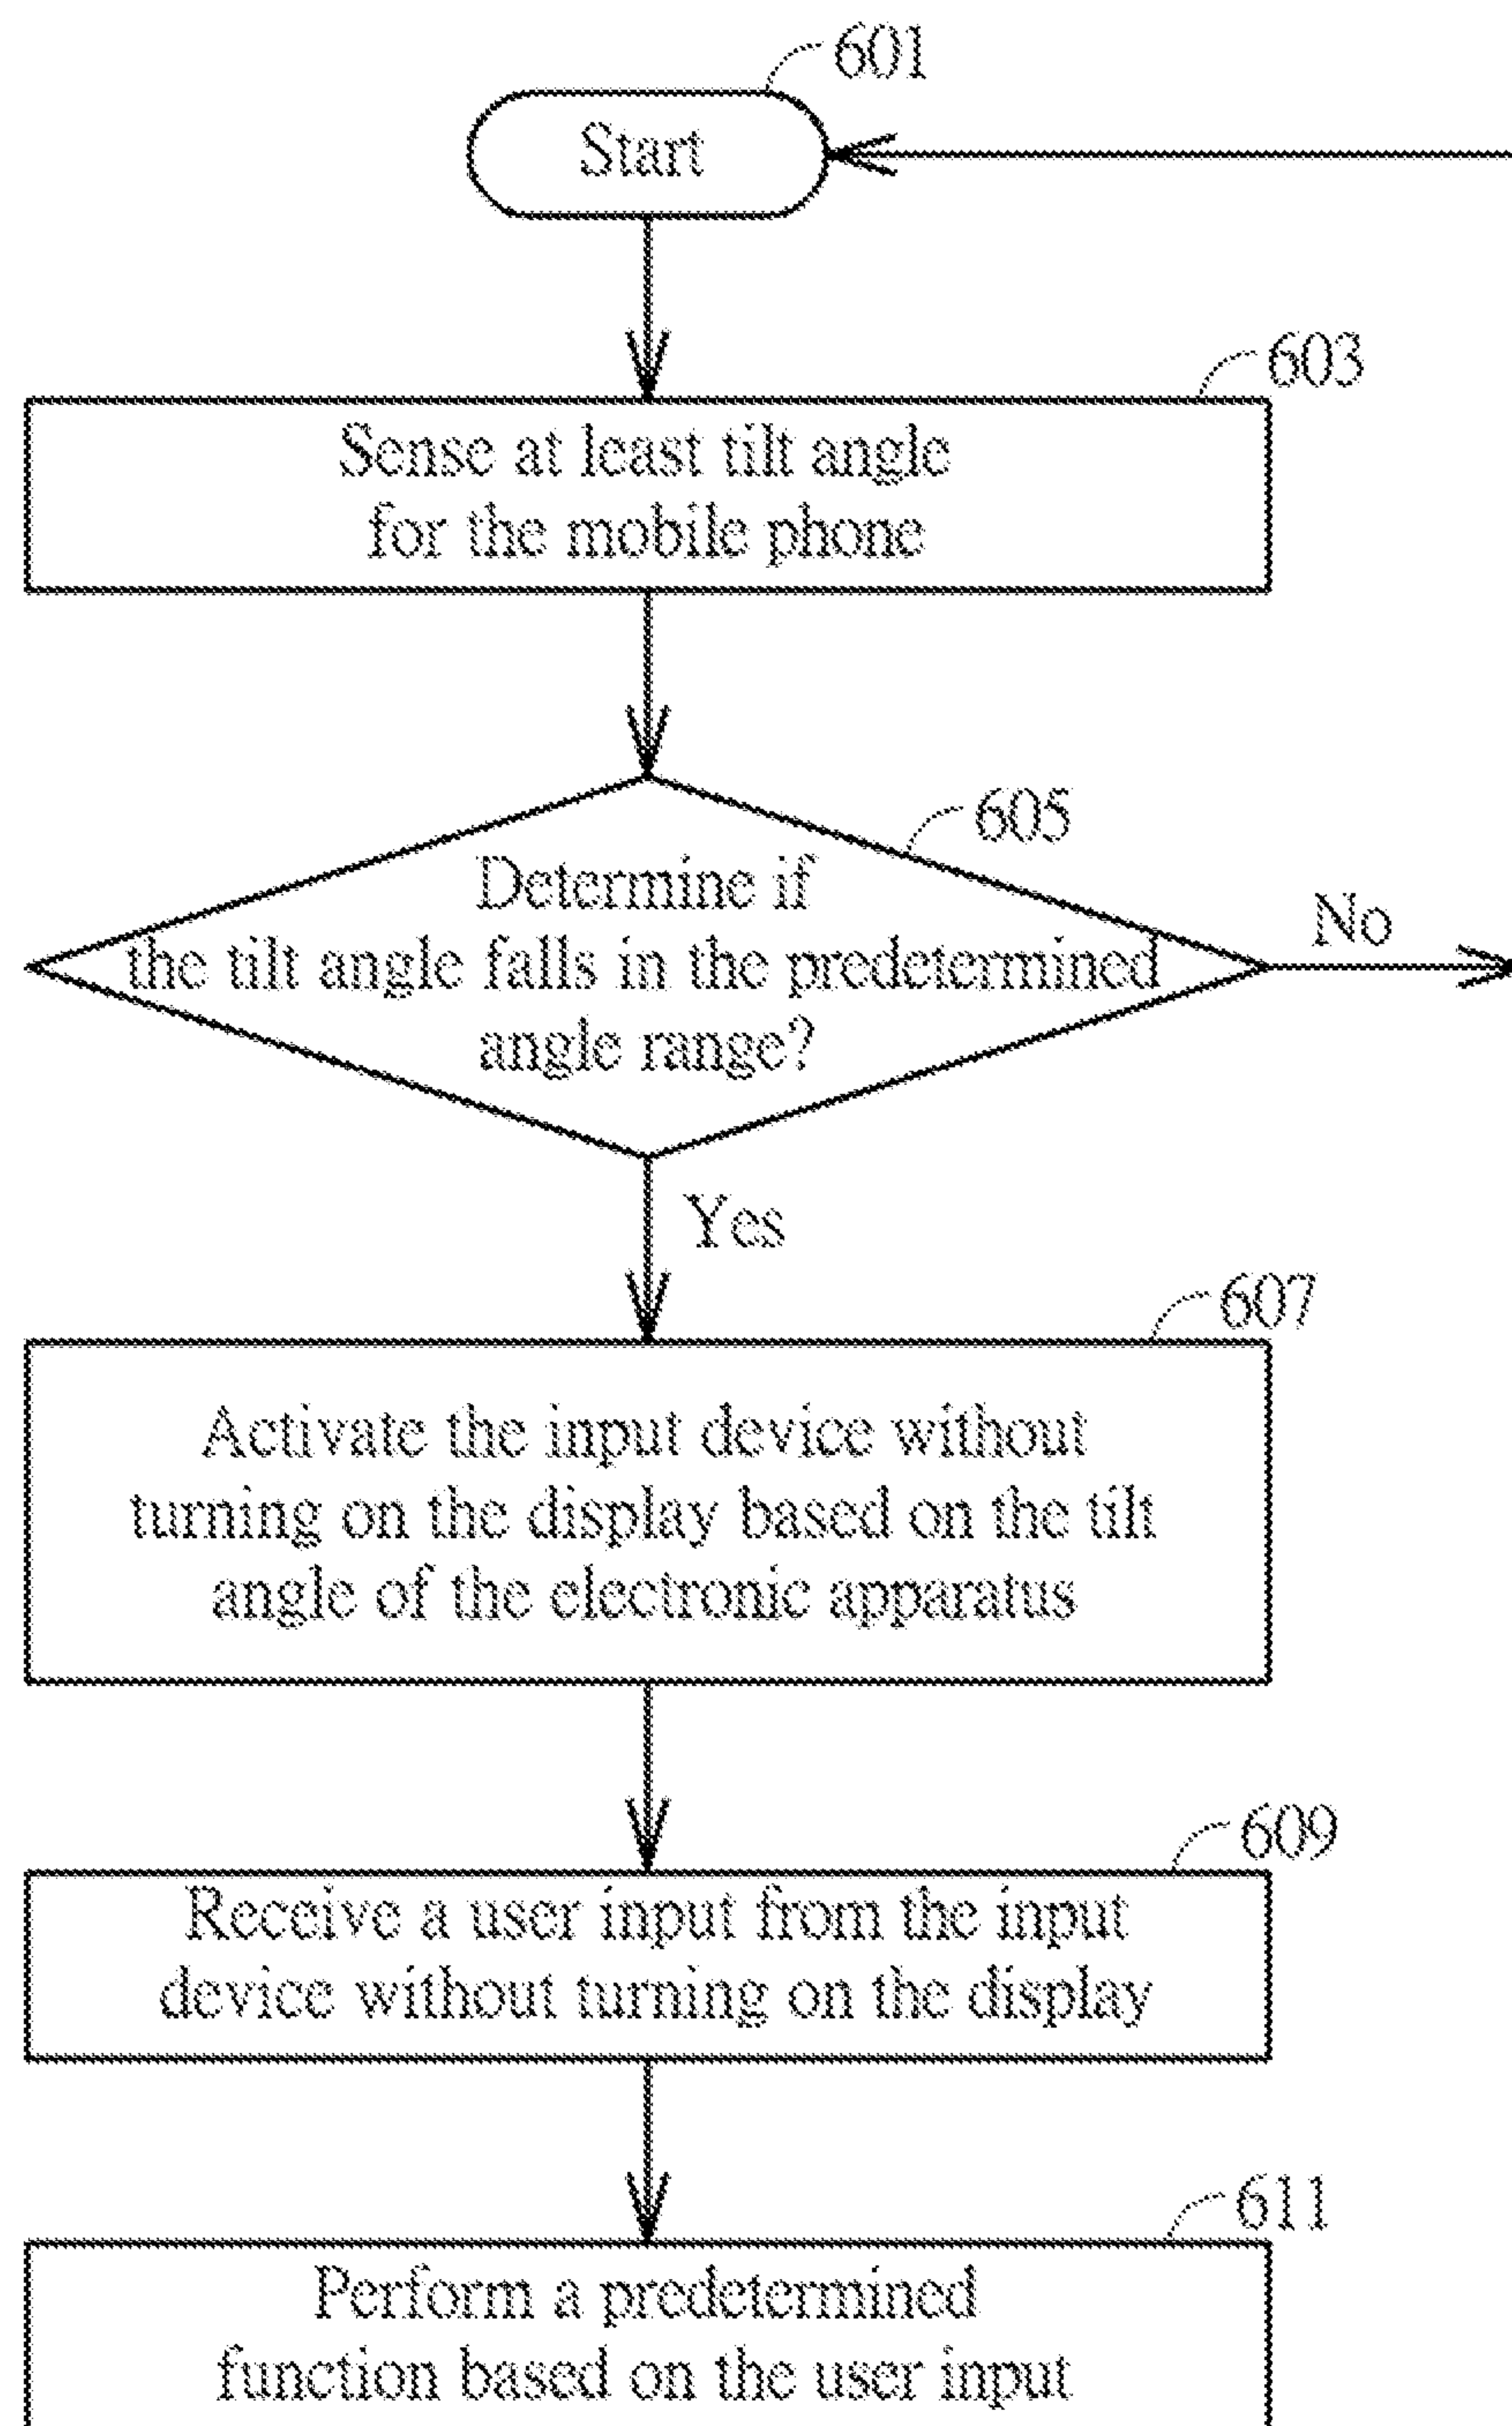 601
Start
603
Sense at least tilt angle
for the mobile phone
605
Determine if
the tilt angle falls in the predetermined
angle range?
No
Yes
607
Activate the input device without
turning on the display based on the tilt
angle of the electronic apparatus
609
Receive a user input from the input
device without turning on the display
611
Perform a predetermined
function based on the user input